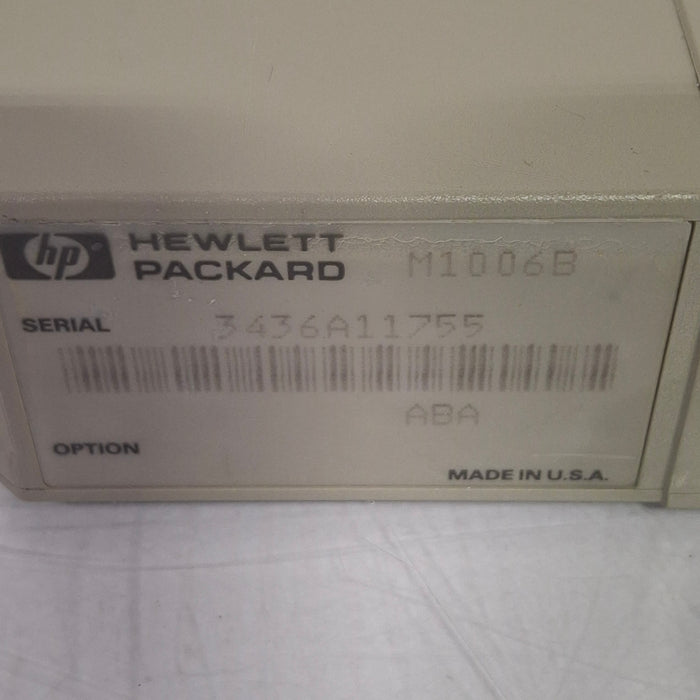 hp HEWLETT
PACKARD M1006B
SERIAL 3436A11755
ABA
OPTION
MADE IN U.S.A.